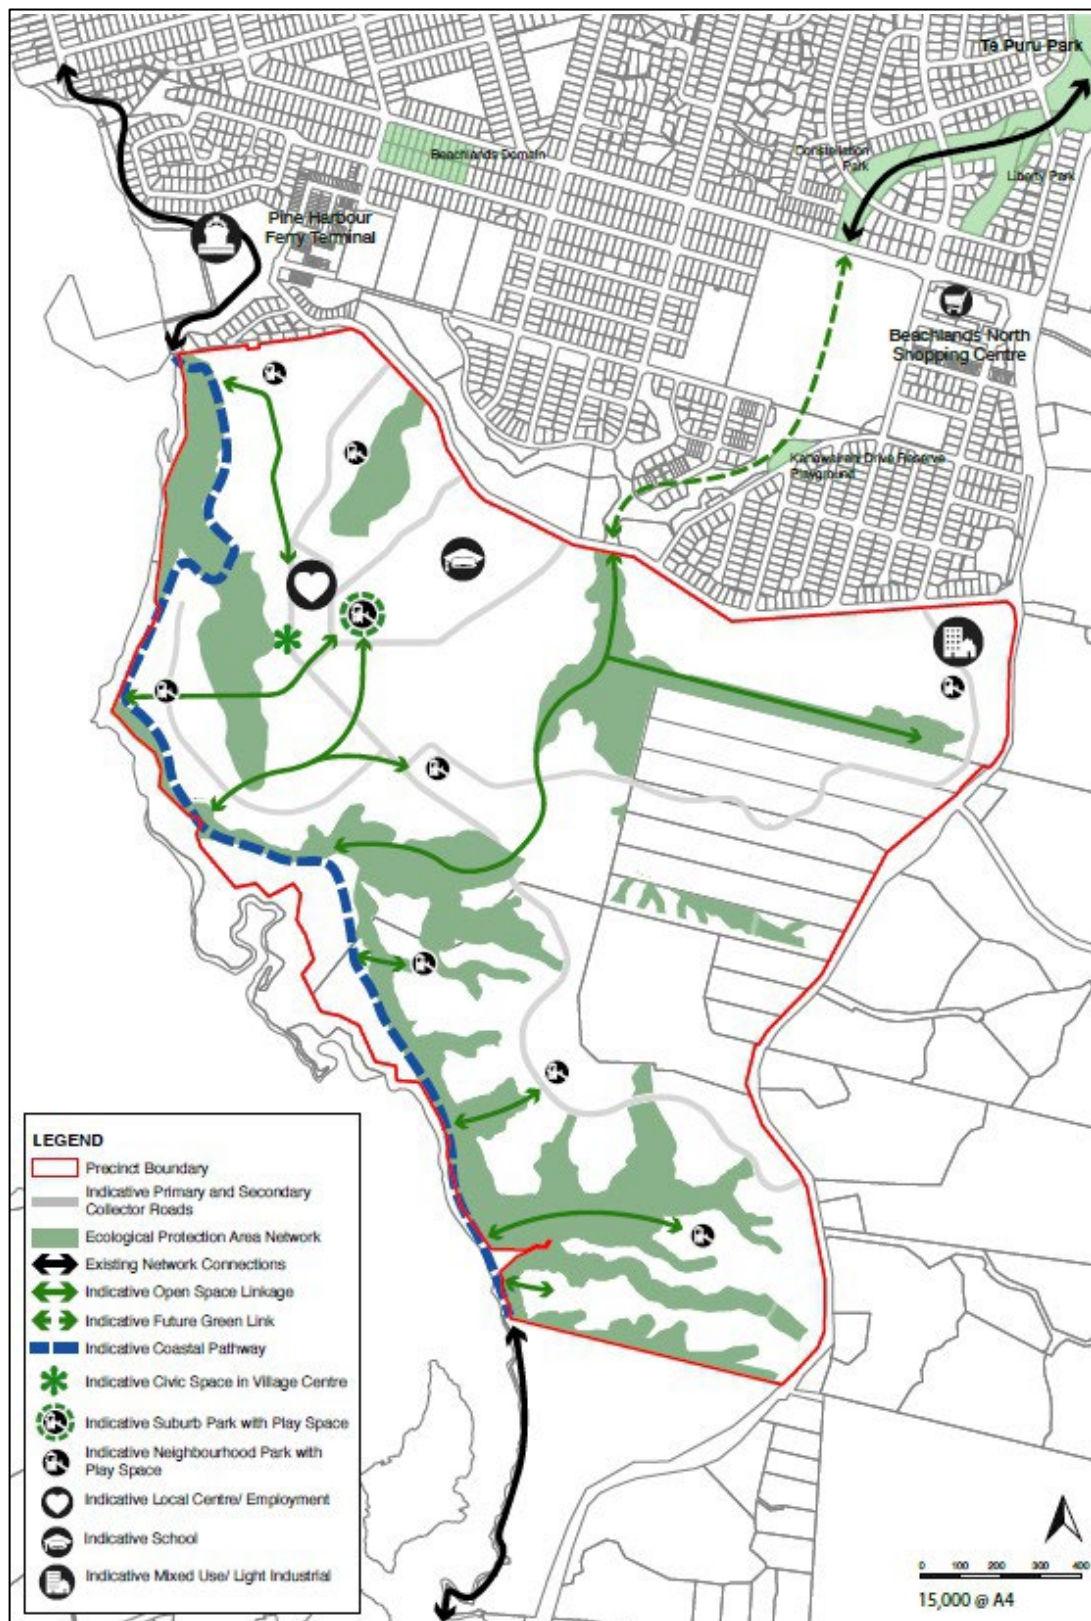 Te Puru Park
Beachlands Domain
Constellation
Park
Liberty Park
Pine Harbour
Ferry Terminal
Beachlands North
Shopping Centre
Drive Reserve
Playground
LEGEND
Precinct Boundary
Indicative Primary and Secondary
Collector Roads
Ecological Protection Area Network
Existing Network Connections
Indicative Open Space Linkage
Indicative Future Green Link
Indicative Coastal Pathway
Indicative Civic Space in Village Centre
Indicative Suburb Park with Play Space
Indicative Neighbourhood Park with
Play Space
Indicative Local Centre/ Employment
Indicative School
Indicative Mixed Use/ Light Industrial
0 100 200 300 400
15,000 @ A4